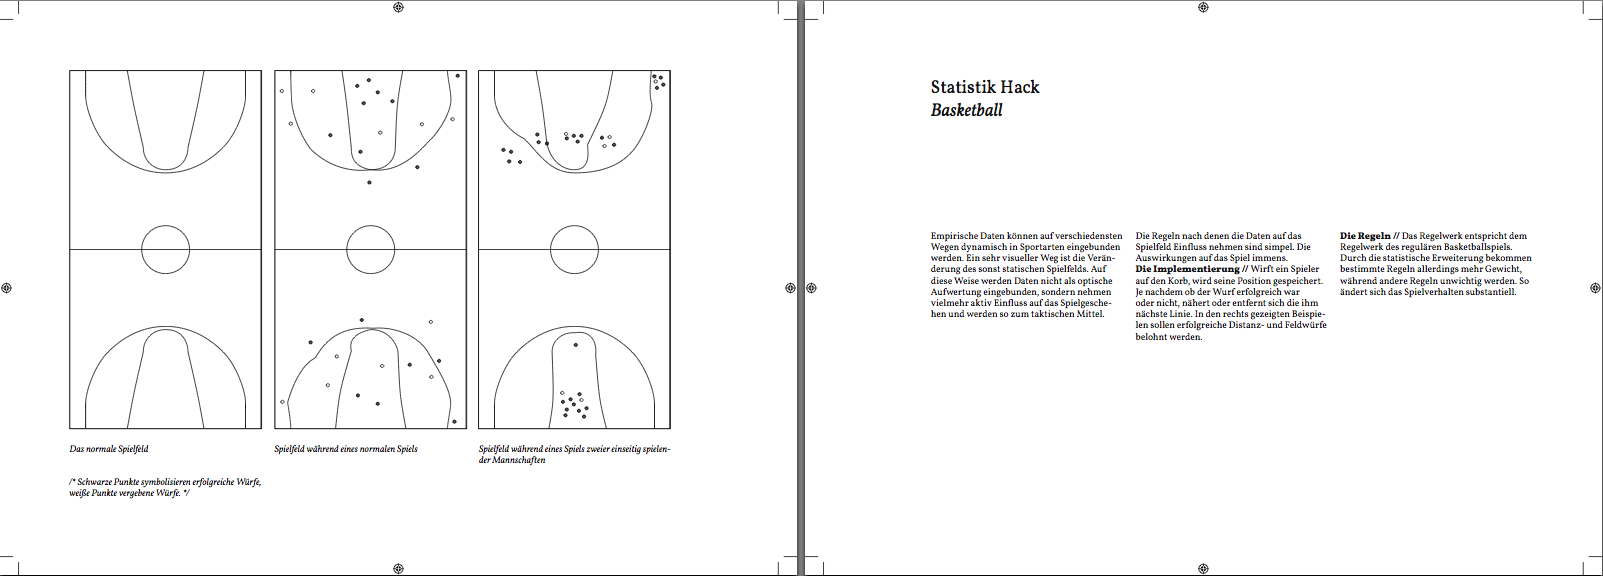 Das normale Spielfeld
/* Schwarze Punkte symbolisieren erfolgreiche Würfe,
weiße Punkte vergebene Würfe. */
Spielfeld während eines normalen Spiels
Spielfeld während eines Spiels zweier einseitig spielen-
der Mannschaften
Statistik Hack
Basketball
Empirische Daten können auf verschiedensten
Wegen dynamisch in Sportarten eingebunden
werden. Ein sehr visueller Weg ist die Verän-
derung des sonst statischen Spielfelds. Auf
diese Weise werden Daten nicht als optische
Aufwertung eingebunden, sondern nehmen
vielmehr aktiv Einfluss auf das Spielgesche-
hen und werden so zum taktischen Mittel.
Die Regeln nach denen die Daten auf das
Spielfeld Einfluss nehmen sind simpel. Die
Auswirkungen auf das Spiel immens.
Die Implementierung // Wirft ein Spieler
auf den Korb, wird seine Position gespeichert.
Je nachdem ob der Wurf erfolgreich war
oder nicht, nähert oder entfernt sich die ihm
nächste Linie. In den rechts gezeigten Beispie-
len sollen erfolgreiche Distanz- und Feldwürfe
belohnt werden.
Die Regeln // Das Regelwerk entspricht dem
Regelwerk des regulären Basketballspiels.
Durch die statistische Erweiterung bekommen
bestimmte Regeln allerdings mehr Gewicht,
während andere Regeln unwichtig werden. So
ändert sich das Spielverhalten substantiell.